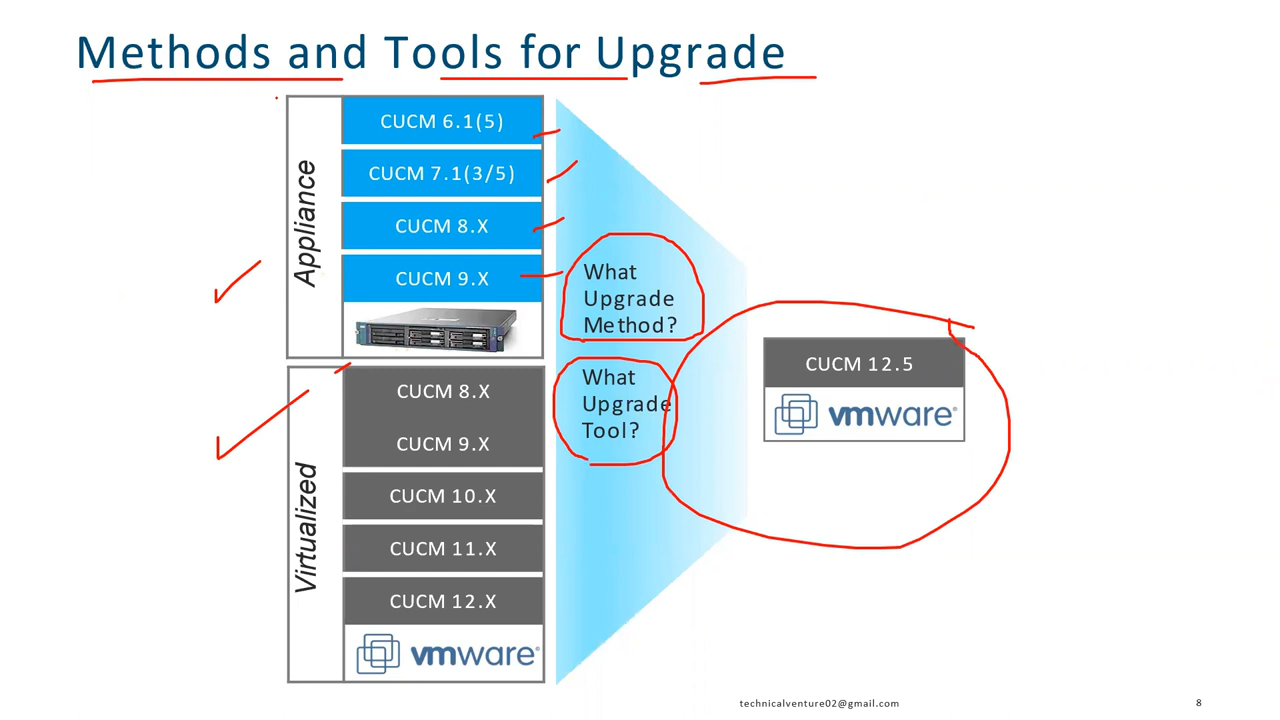 Methods and Tools for Upgrade
Appliance
CUCM 6.1(5)
CUCM 7.1(3/5)
CUCM 8.X
CUCM 9.X
What
Upgrade
Method?
What
Upgrade
Tool?
Virtualized
CUCM 8.X
CUCM 9.X
CUCM 10.X
CUCM 11.X
CUCM 12.X
vmware®
CUCM 12.5
vmware®
technicalventure02@gmail.com
8